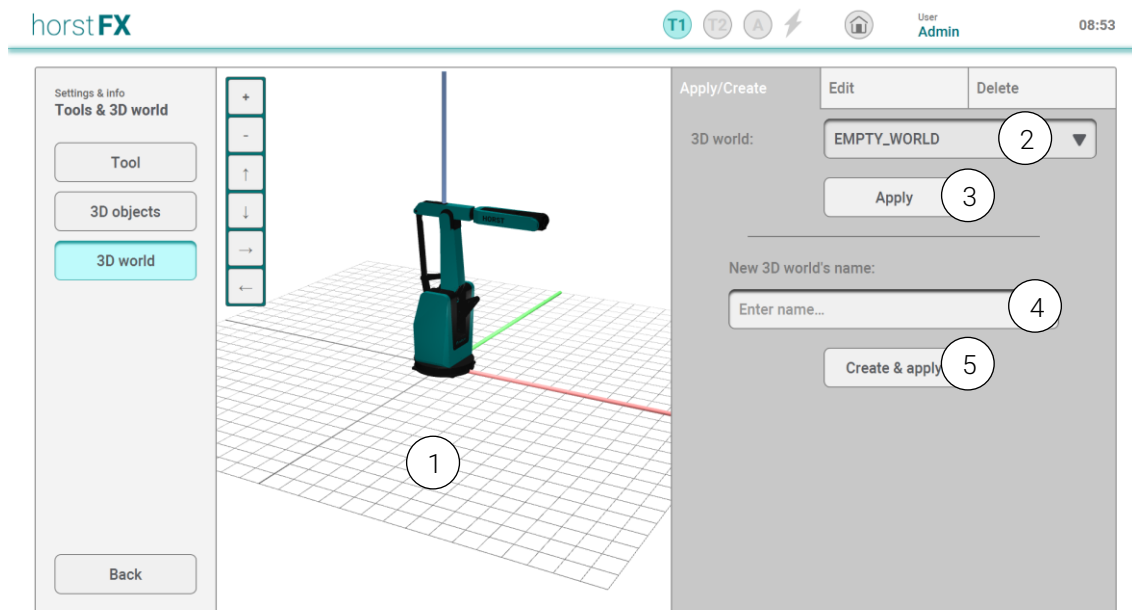 horstFX
T1 T2 A
User
Admin
08:53
Settings & info
Tools & 3D world
Tool
3D objects
3D world
Back
+
-
↑
↓
→
←
HORST
1
Apply/Create
Edit
Delete
3D world:
EMPTY_WORLD
2
Apply
3
New 3D world's name:
Enter name...
4
Create & apply
5